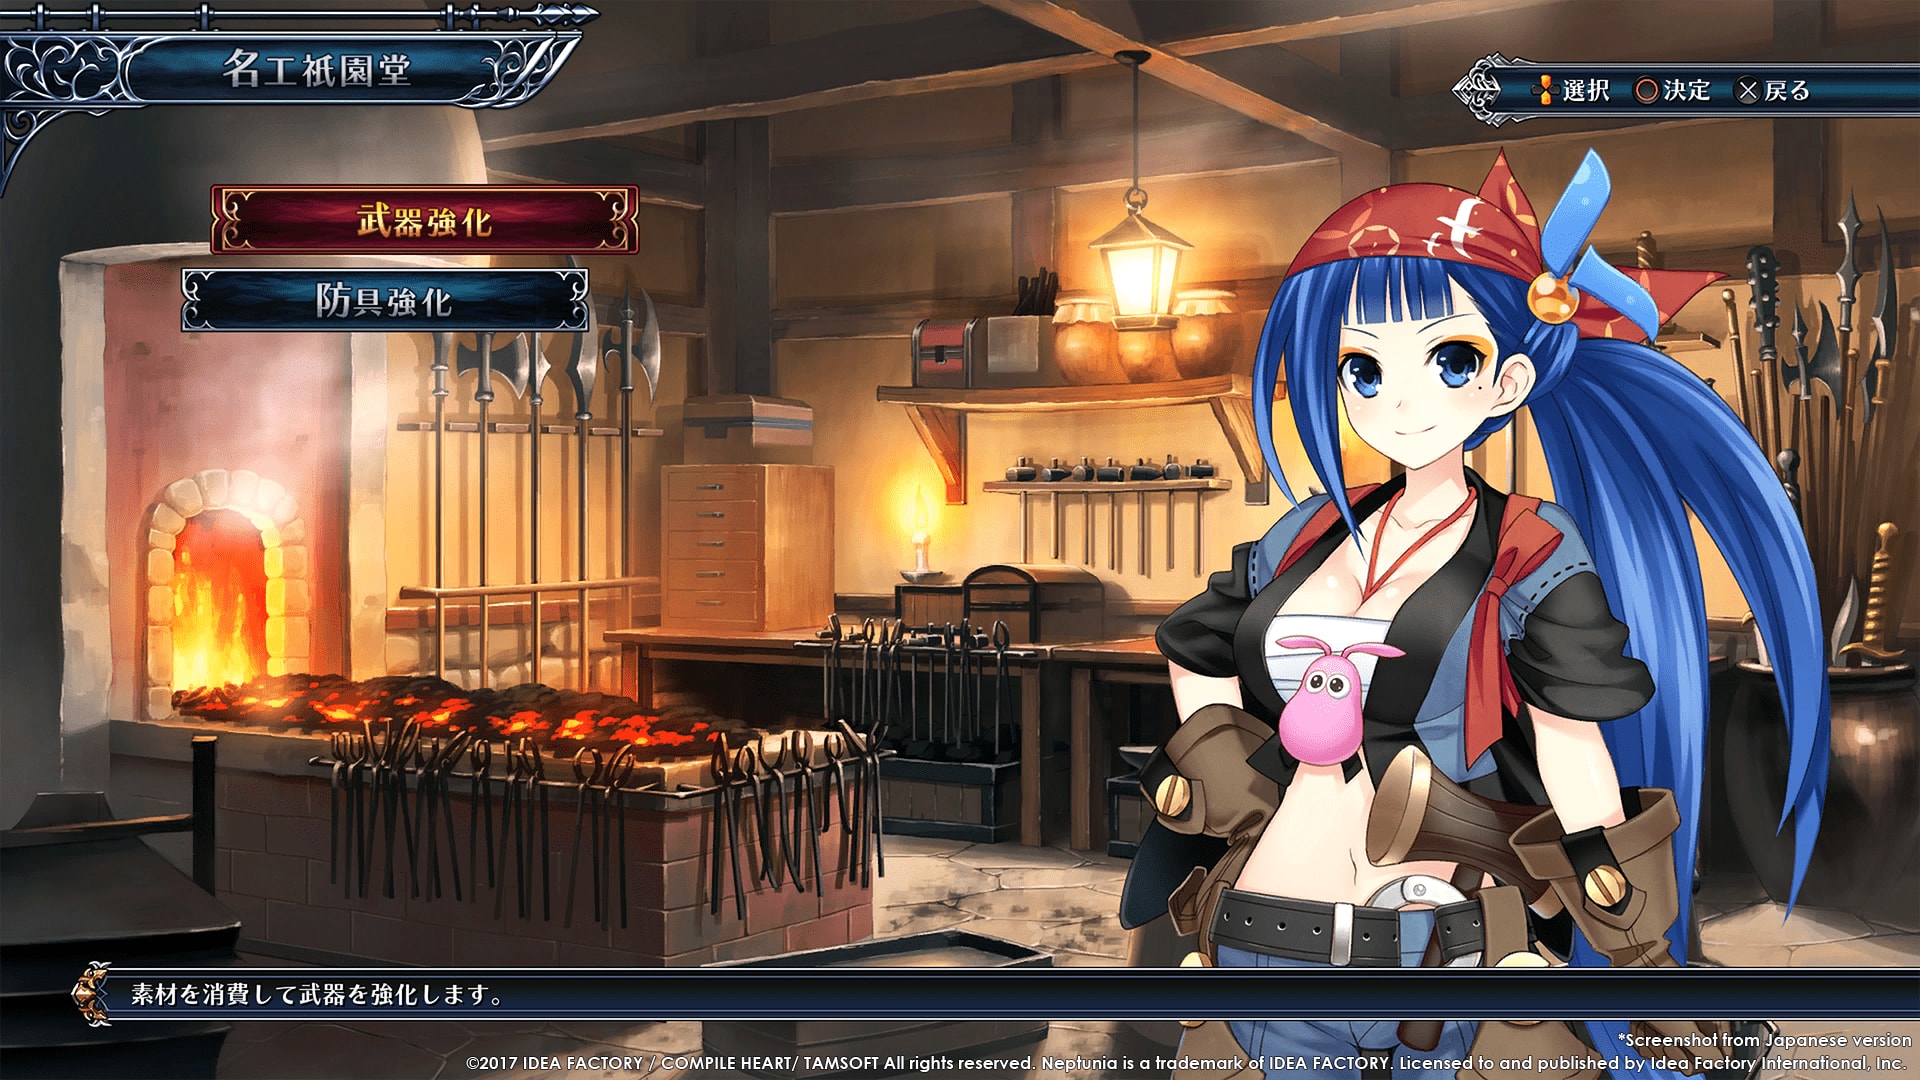 名工祇園堂
選択 決定 戻る
武器強化
防具強化
素材を消費して武器を強化します。
*Screenshot from Japanese version
©2017 IDEA FACTORY / COMPILE HEART/ TAMSOFT All rights reserved. Neptunia is a trademark of IDEA FACTORY. Licensed to and published by Idea Factory International, Inc.